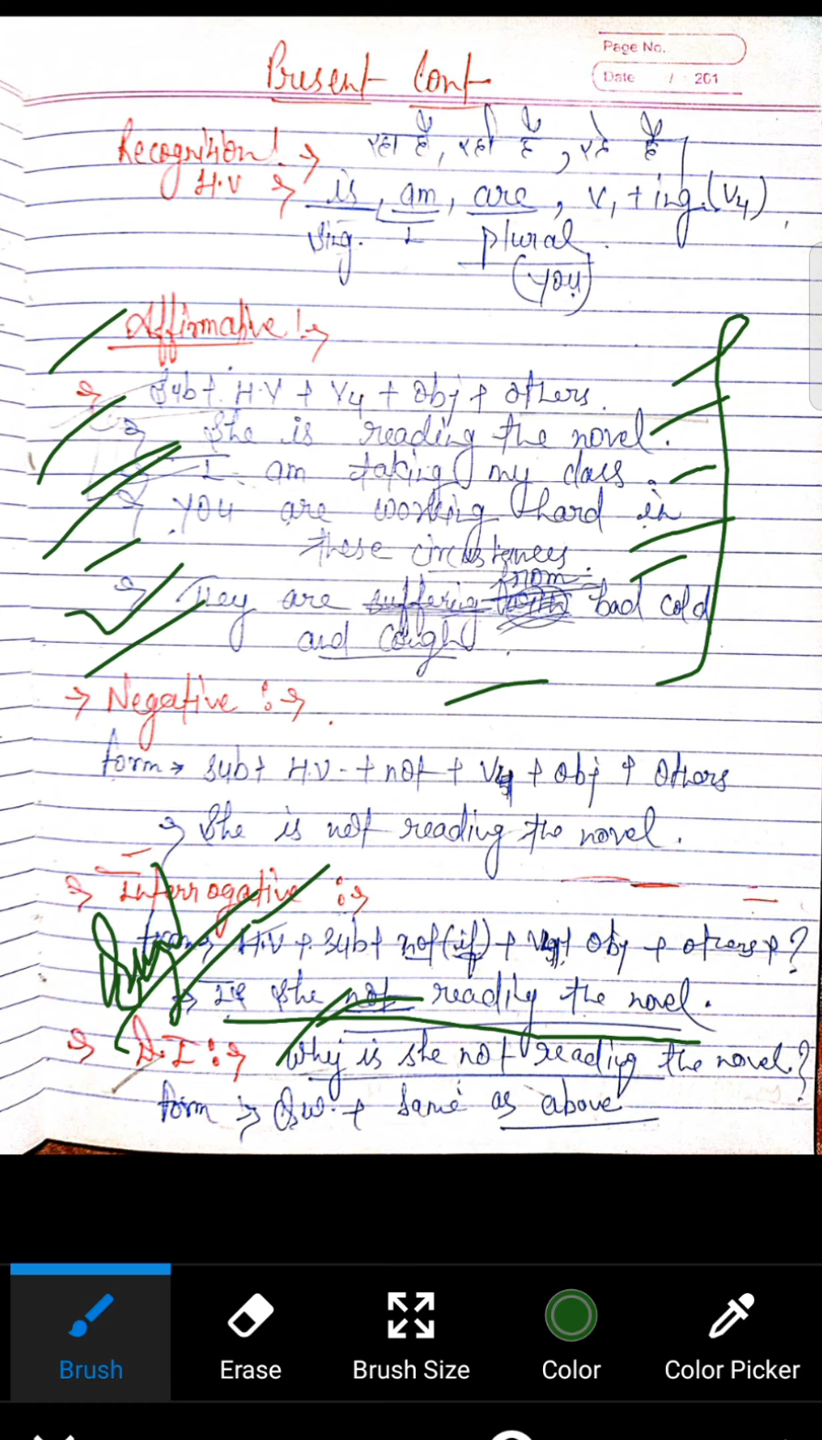 Page No.
Date / 201
Present Cont
Recognition! →
रहा है, रही है, रहे हैं
H.V → is, am, are, V1 + ing.(V4)
Sing. I plural
(you)
Affirmative! →
→ Sub + H.V + V4 + Obj + others.
→ She is reading the novel.
→ I am taking my class.
→ You are working hard in
these circumstences
from
→ They are suffering bad cold
and cough.
→ Negative :→
form → Sub + H.V. + not + V4 + Obj + Others
→ She is not reading the novel.
→ Interrogative :→
form → H.V + Sub + not (if) + V4 + Obj + others + ?
→ Is she not reading the novel.
→ D.I :→ Why is she not reading the novel?
form → Qw. + Same as above
Brush
Erase
Brush Size
Color
Color Picker